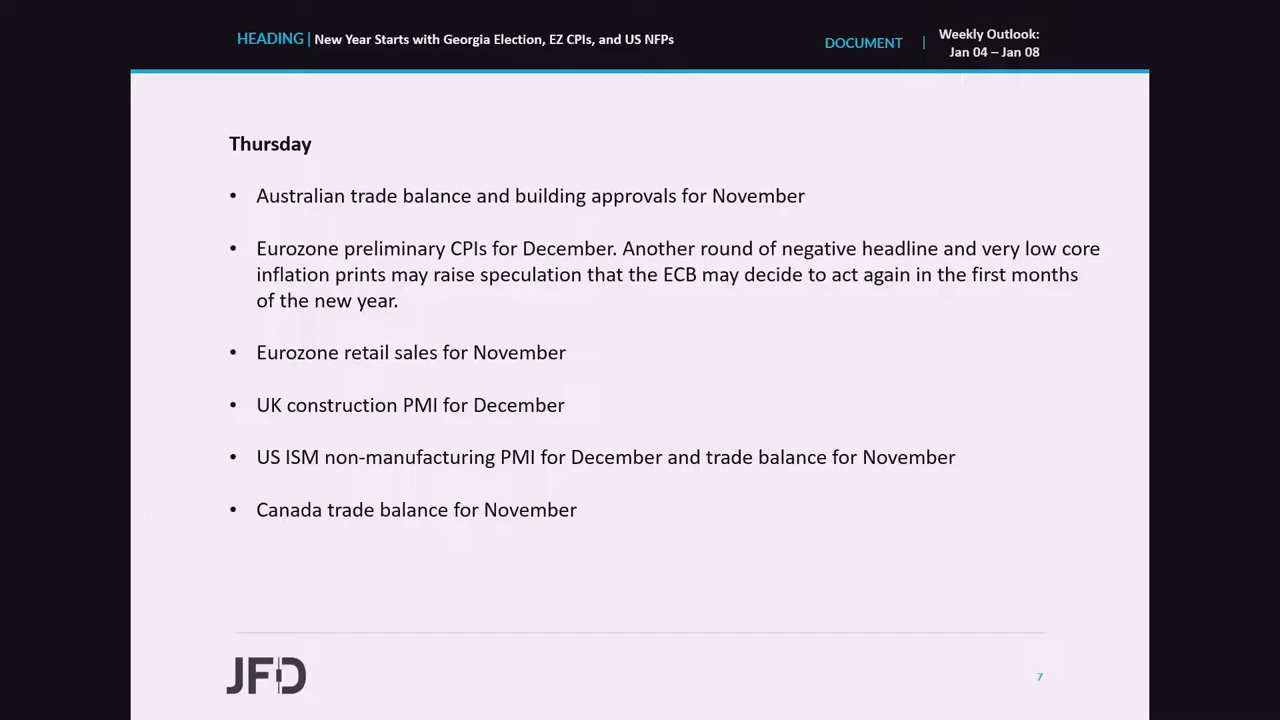 HEADING | New Year Starts with Georgia Election, EZ CPIs, and US NFPs
DOCUMENT | Weekly Outlook:
Jan 04 – Jan 08
Thursday
• Australian trade balance and building approvals for November
• Eurozone preliminary CPIs for December. Another round of negative headline and very low core
inflation prints may raise speculation that the ECB may decide to act again in the first months
of the new year.
• Eurozone retail sales for November
• UK construction PMI for December
• US ISM non-manufacturing PMI for December and trade balance for November
• Canada trade balance for November
JFD
7